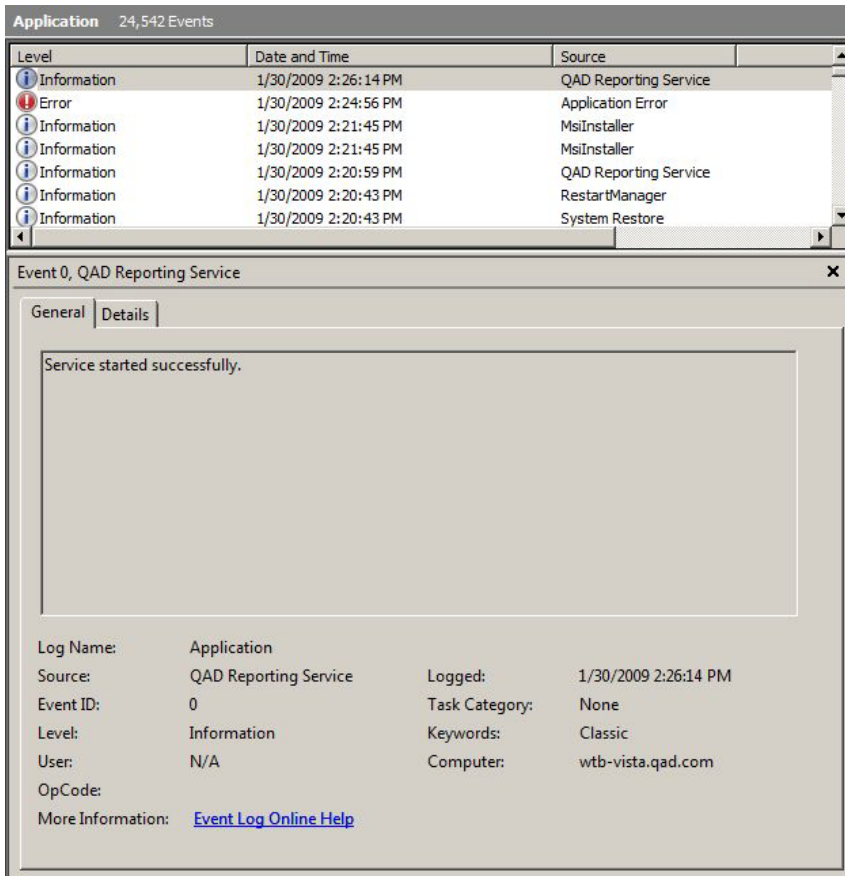 Application 24,542 Events
Level Date and Time Source
Information 1/30/2009 2:26:14 PM QAD Reporting Service
Error 1/30/2009 2:24:56 PM Application Error
Information 1/30/2009 2:21:45 PM MsiInstaller
Information 1/30/2009 2:21:45 PM MsiInstaller
Information 1/30/2009 2:20:59 PM QAD Reporting Service
Information 1/30/2009 2:20:43 PM RestartManager
Information 1/30/2009 2:20:43 PM System Restore
Event 0, QAD Reporting Service
General Details
Service started successfully.
Log Name: Application
Source: QAD Reporting Service Logged: 1/30/2009 2:26:14 PM
Event ID: 0 Task Category: None
Level: Information Keywords: Classic
User: N/A Computer: wtb-vista.qad.com
OpCode:
More Information: Event Log Online Help